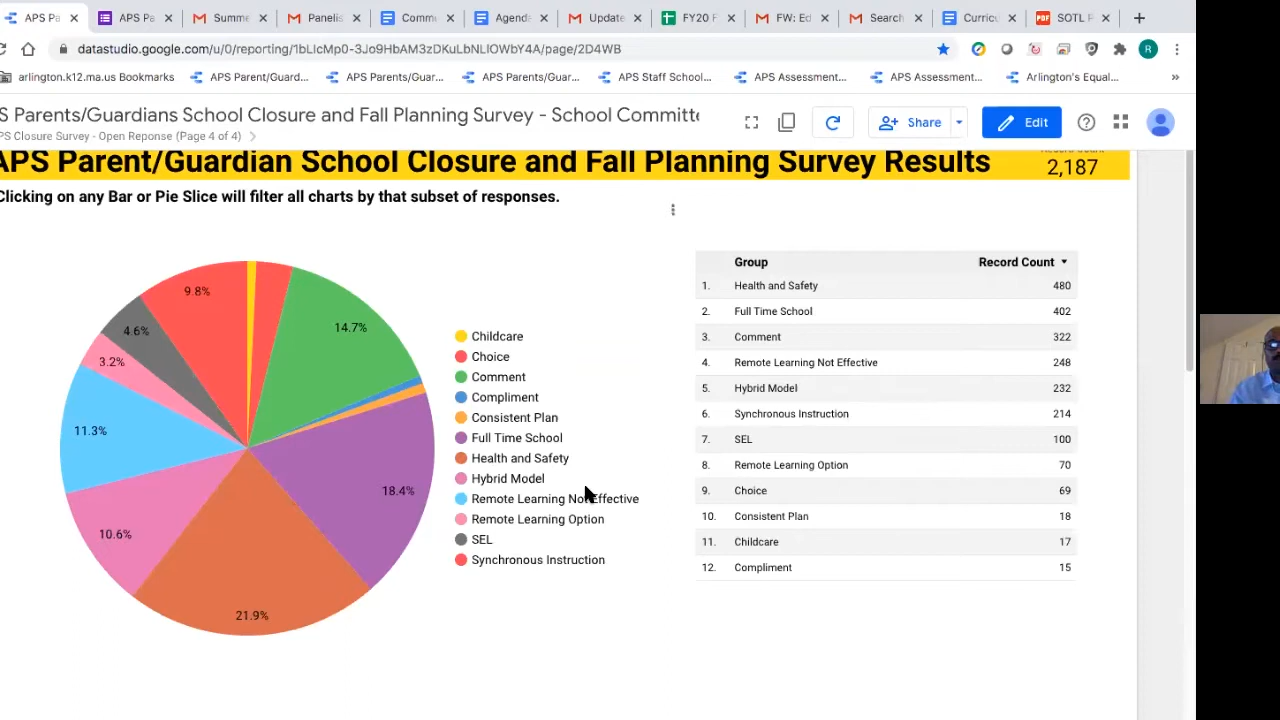 APS Pa
APS Pa
Summe
Panelis
Comm
Agenda
Update
FY20 F
FW: Ed
Search
Curricu
PDF
SOTL P
datastudio.google.com/u/0/reporting/1bLIcMp0-3Jo9HbAM3zDKuLbNLIOWbY4A/page/2D4WB
R
arlington.k12.ma.us Bookmarks
APS Parent/Guard...
APS Parents/Guar...
APS Parents/Guar...
APS Staff School...
APS Assessment...
APS Assessment...
Arlington's Equal...
»
S Parents/Guardians School Closure and Fall Planning Survey - School Committe
PS Closure Survey - Open Reponse (Page 4 of 4)
Share
Edit
APS Parent/Guardian School Closure and Fall Planning Survey Results
2,187
Clicking on any Bar or Pie Slice will filter all charts by that subset of responses.
9.8%
14.7%
4.6%
3.2%
11.3%
18.4%
10.6%
21.9%
Childcare
Choice
Comment
Compliment
Consistent Plan
Full Time School
Health and Safety
Hybrid Model
Remote Learning Not Effective
Remote Learning Option
SEL
Synchronous Instruction
Group Record Count
1. Health and Safety 480
2. Full Time School 402
3. Comment 322
4. Remote Learning Not Effective 248
5. Hybrid Model 232
6. Synchronous Instruction 214
7. SEL 100
8. Remote Learning Option 70
9. Choice 69
10. Consistent Plan 18
11. Childcare 17
12. Compliment 15